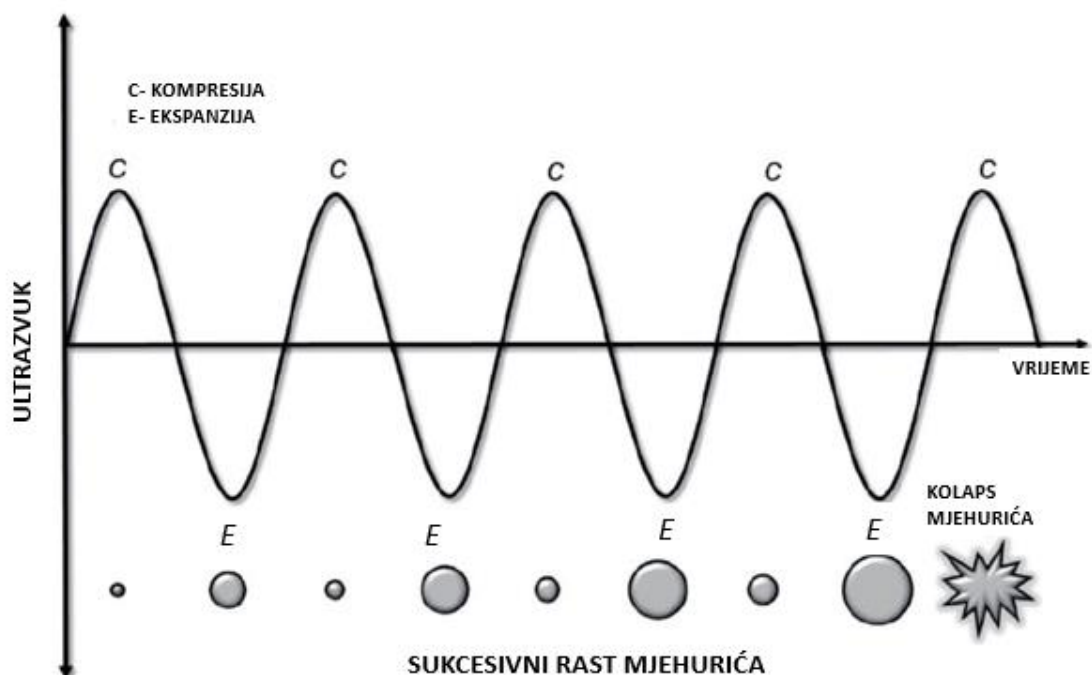 C- KOMPRESIJA
E- EKSPANZIJA
C
C
C
C
C
ULTRAZVUK
VRIJEME
E
E
E
E
KOLAPS
MJEHURIĆA
SUKCESIVNI RAST MJEHURIĆA